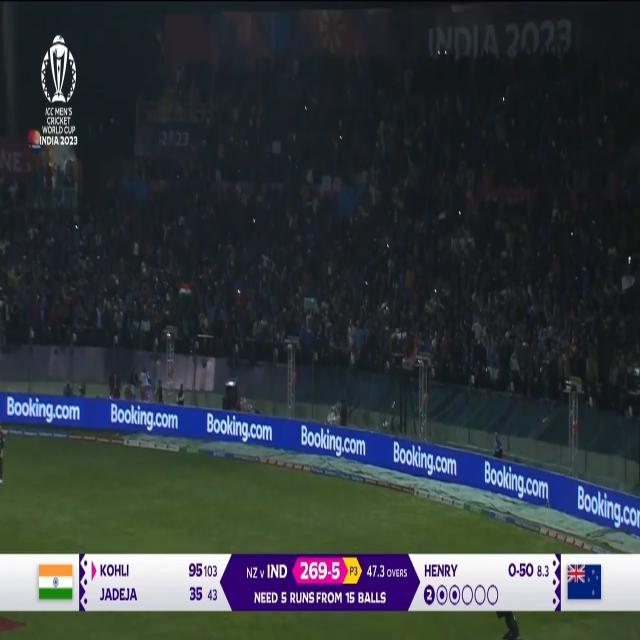 INDIA 2023
ICC MEN'S
CRICKET
WORLD CUP
INDIA 2023
2023
NE
Booking.com Booking.com Booking.com Booking.com Booking.com Booking.com Booking.co
KOHLI 95 103 NZ v IND 269-5 P3 47.3 OVERS HENRY 0-50 8.3
JADEJA 35 43 NEED 5 RUNS FROM 15 BALLS 2